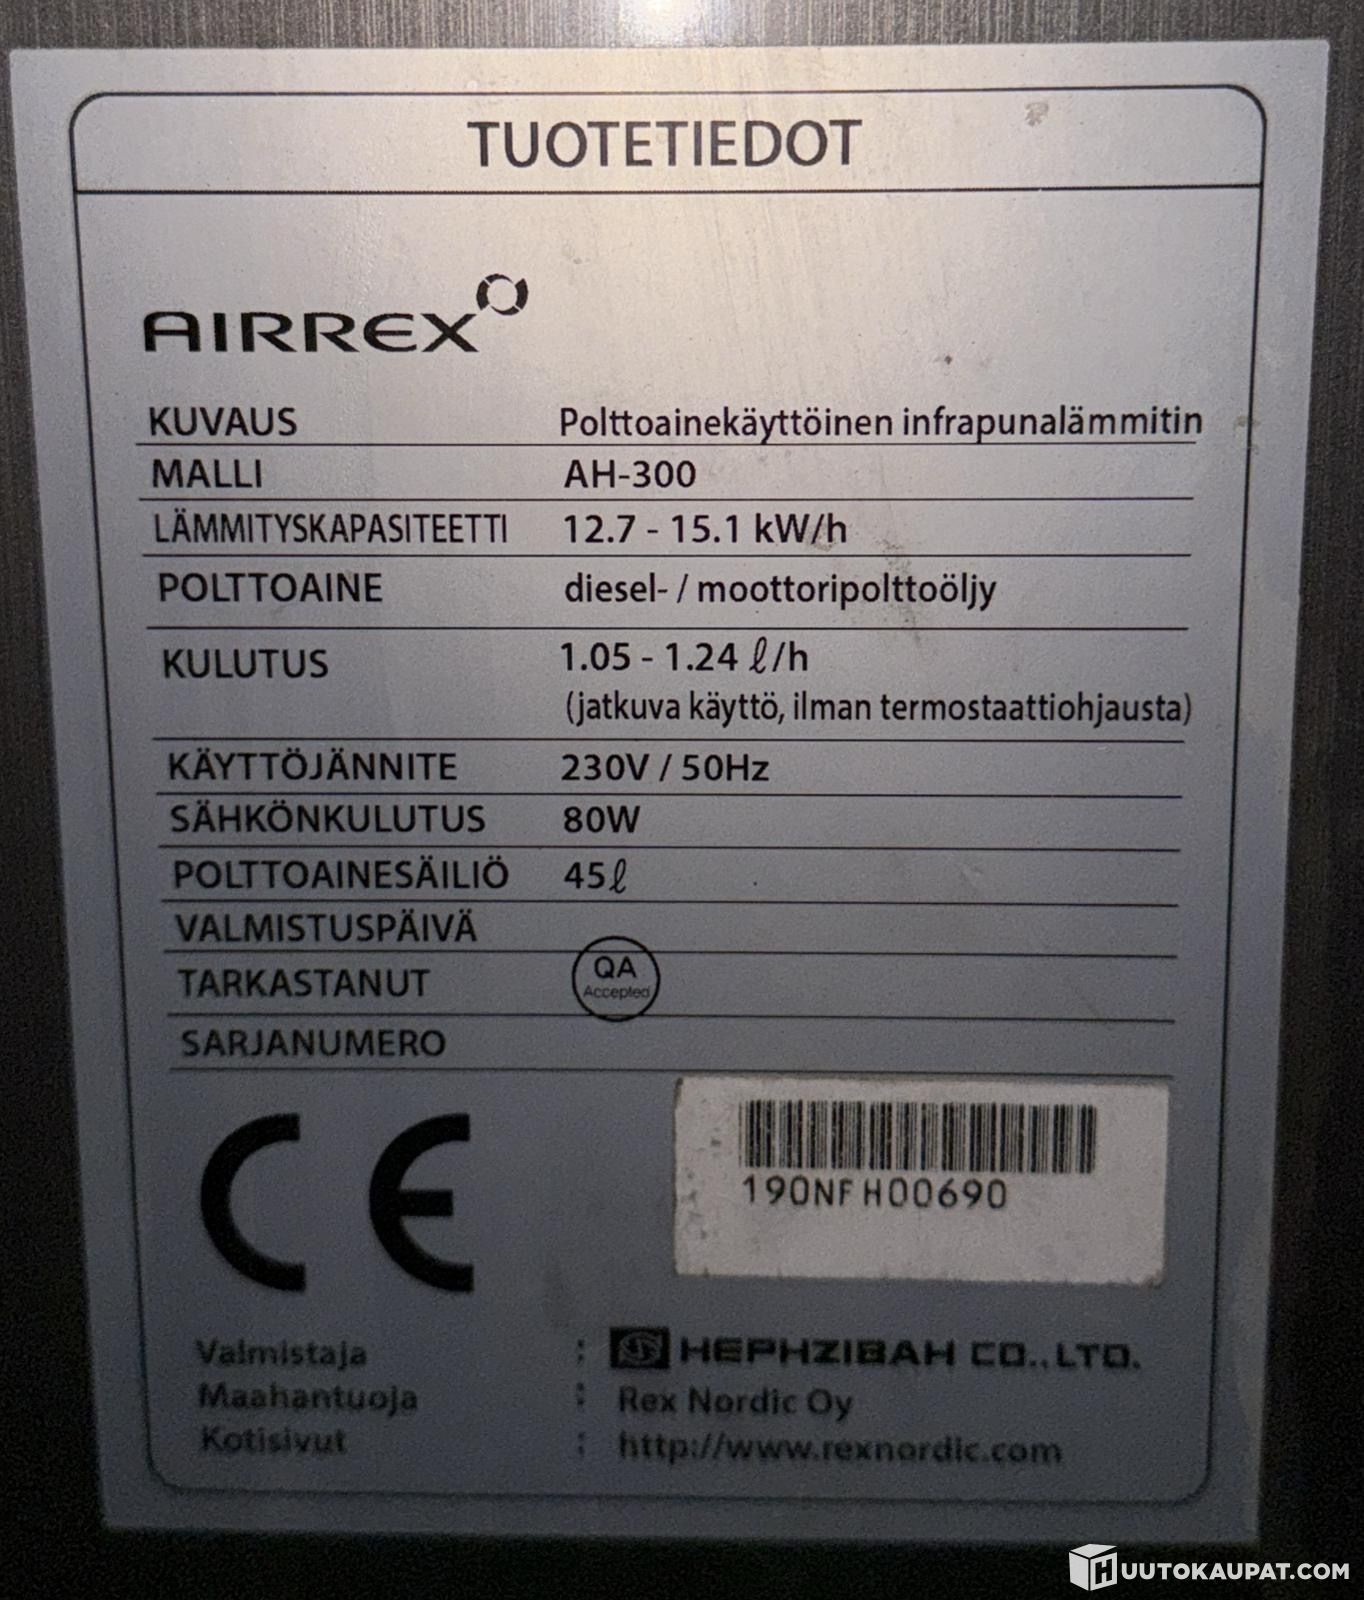 TUOTETIEDOT
AIRREX
KUVAUS Polttoainekäyttöinen infrapunalämmitin
MALLI AH-300
LÄMMITYSKAPASITEETTI 12.7 - 15.1 kW/h
POLTTOAINE diesel- / moottoripolttoöljy
KULUTUS 1.05 - 1.24 ℓ/h
(jatkuva käyttö, ilman termostaattiohjausta)
KÄYTTÖJÄNNITE 230V / 50Hz
SÄHKÖNKULUTUS 80W
POLTTOAINESÄILIÖ 45ℓ
VALMISTUSPÄIVÄ
TARKASTANUT QA
Accepted
SARJANUMERO
CE
190NFH00690
Valmistaja : HEPHZIBAH CO.,LTD.
Maahantuoja : Rex Nordic Oy
Kotisivut : http://www.rexnordic.com
HUUTOKAUPAT.COM